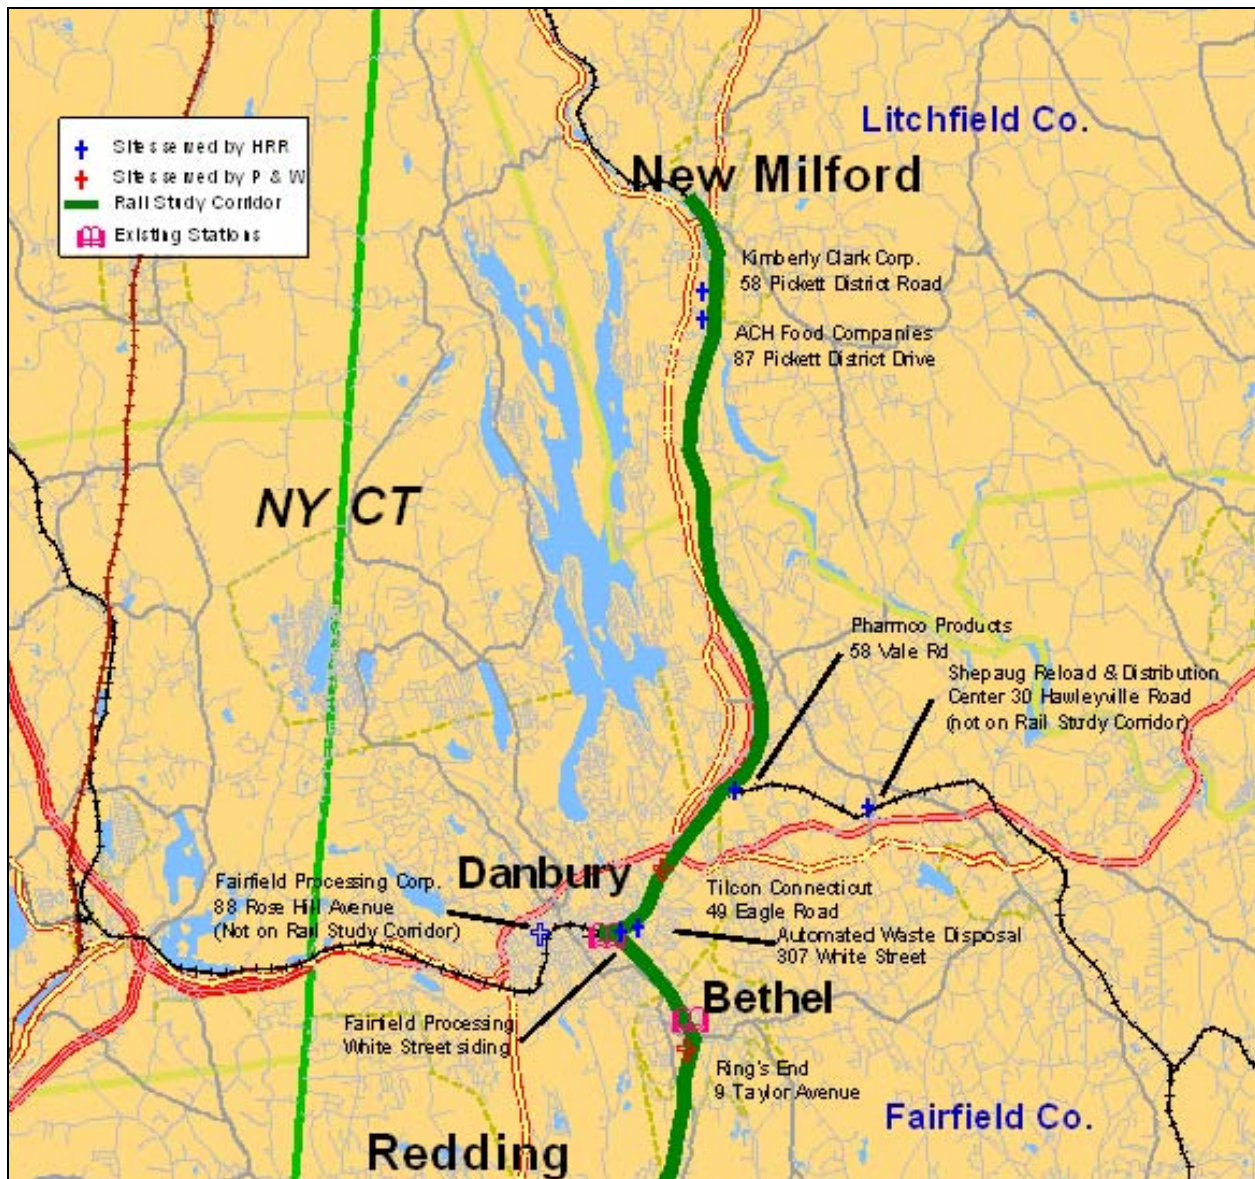 Litchfield Co.
Sites served by HRR
Sites served by P & W
Rail Study Corridor
Existing Stations
New Milford
Kimberly Clark Corp.
58 Pickett District Road
ACH Food Companies
87 Pickett District Drive
NY CT
Pharmco Products
58 Vale Rd
Shepaug Reload & Distribution
Center 30 Hawleyville Road
(not on Rail Sturdy Corridor)
Danbury
Fairfield Processing Corp.
88 Rose Hill Avenue
(Not on Rail Study Corridor)
Tilcon Connecticut
49 Eagle Road
Automated Waste Disposal
307 White Street
Bethel
Fairfield Processing
White Street siding
Ring's End
9 Taylor Avenue
Fairfield Co.
Redding